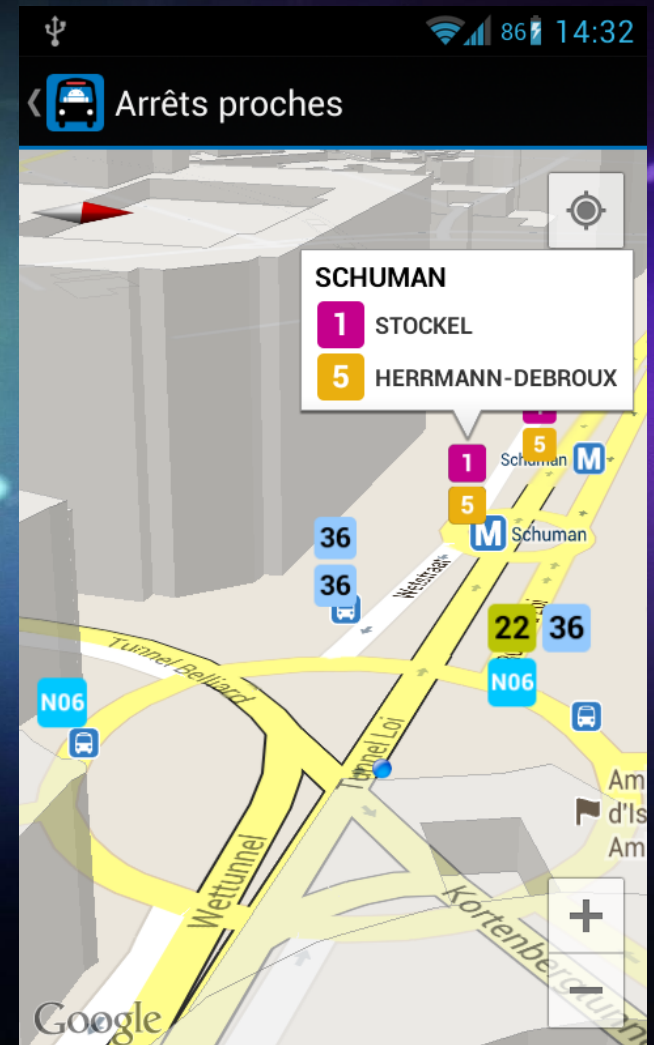 86 14:32
Arrêts proches
SCHUMAN
1 STOCKEL
5 HERRMANN-DEBROUX
1
5
Schuman M
5
M Schuman
36
36
Wetstraat
22 36
N06
N06
Tunnel Belliard
Tunnel Loi
Am
d'Is
Am
Wettunnel
Kortenbergtunn
+
−
Google